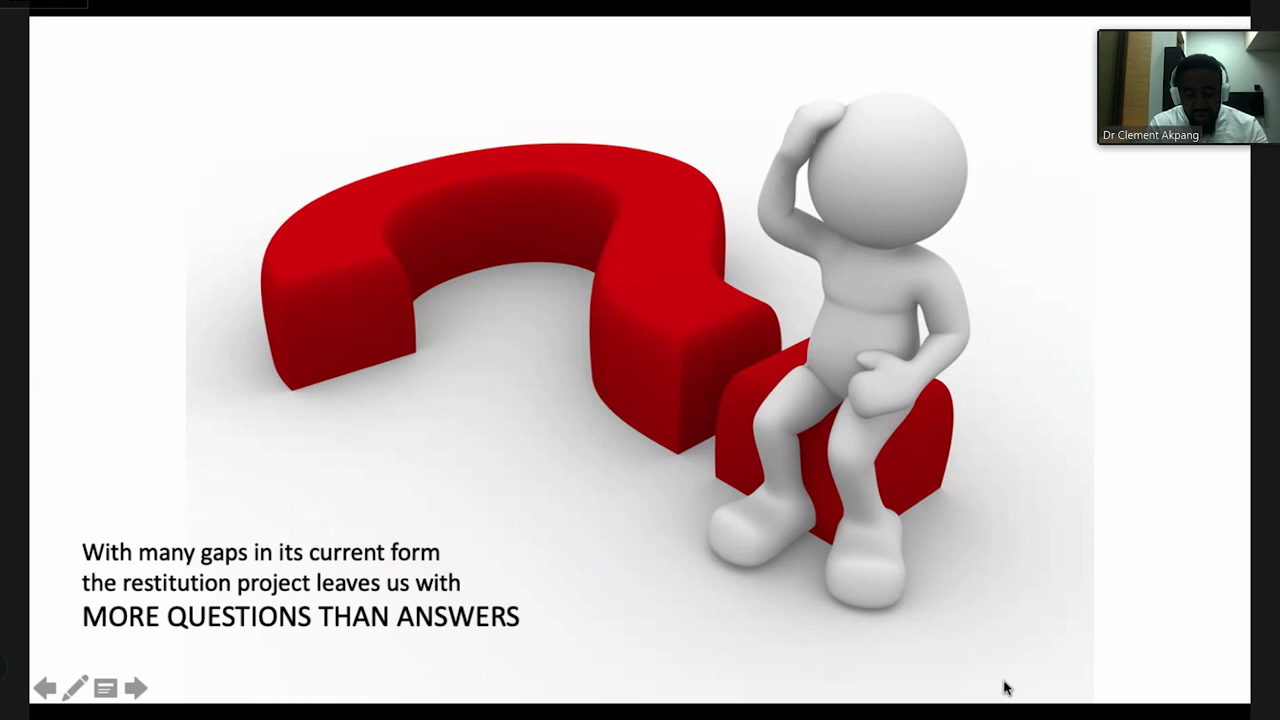 Dr Clement Akpang
With many gaps in its current form
the restitution project leaves us with
MORE QUESTIONS THAN ANSWERS